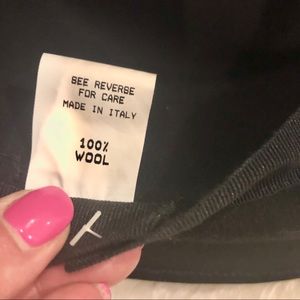 SEE REVERSE
FOR CARE
MADE IN ITALY
100%
WOOL